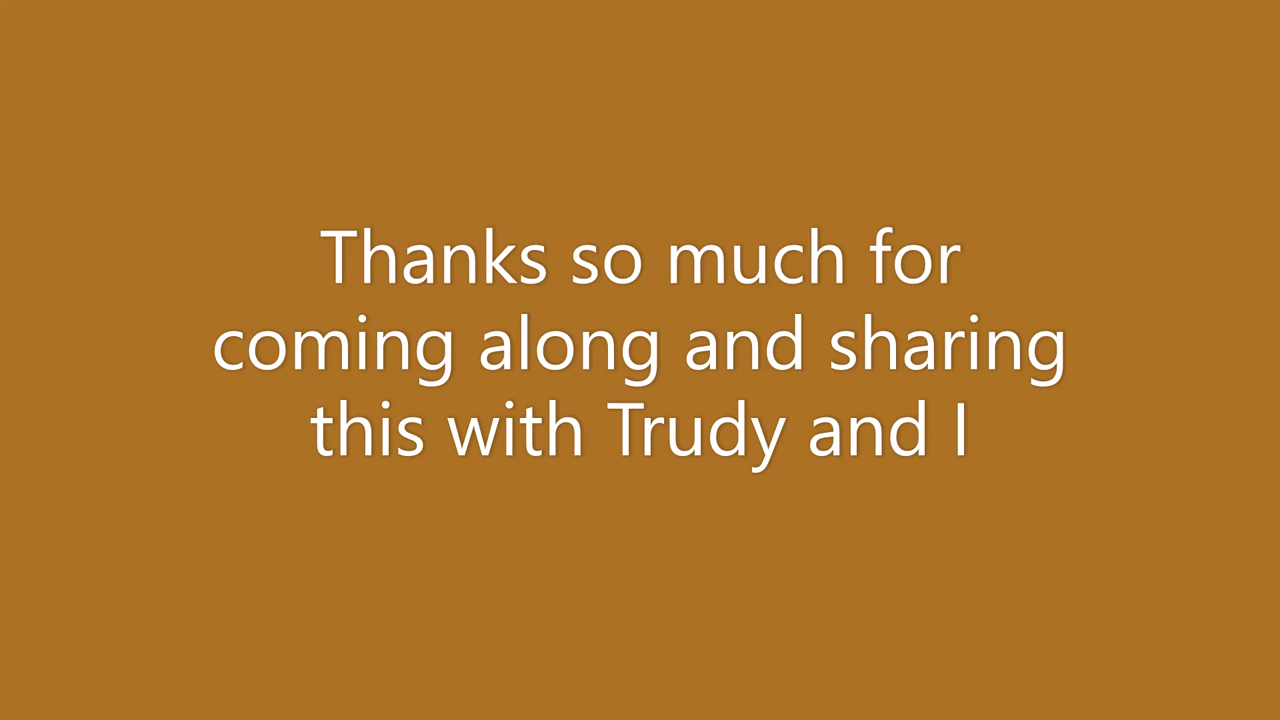 Thanks so much for
coming along and sharing
this with Trudy and I